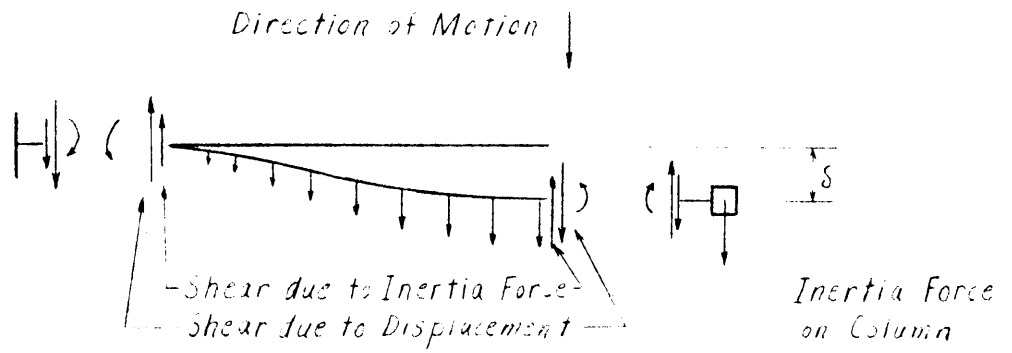 Direction of Motion
δ
Shear due to Inertia Force
Shear due to Displacement
Inertia Force
on Column